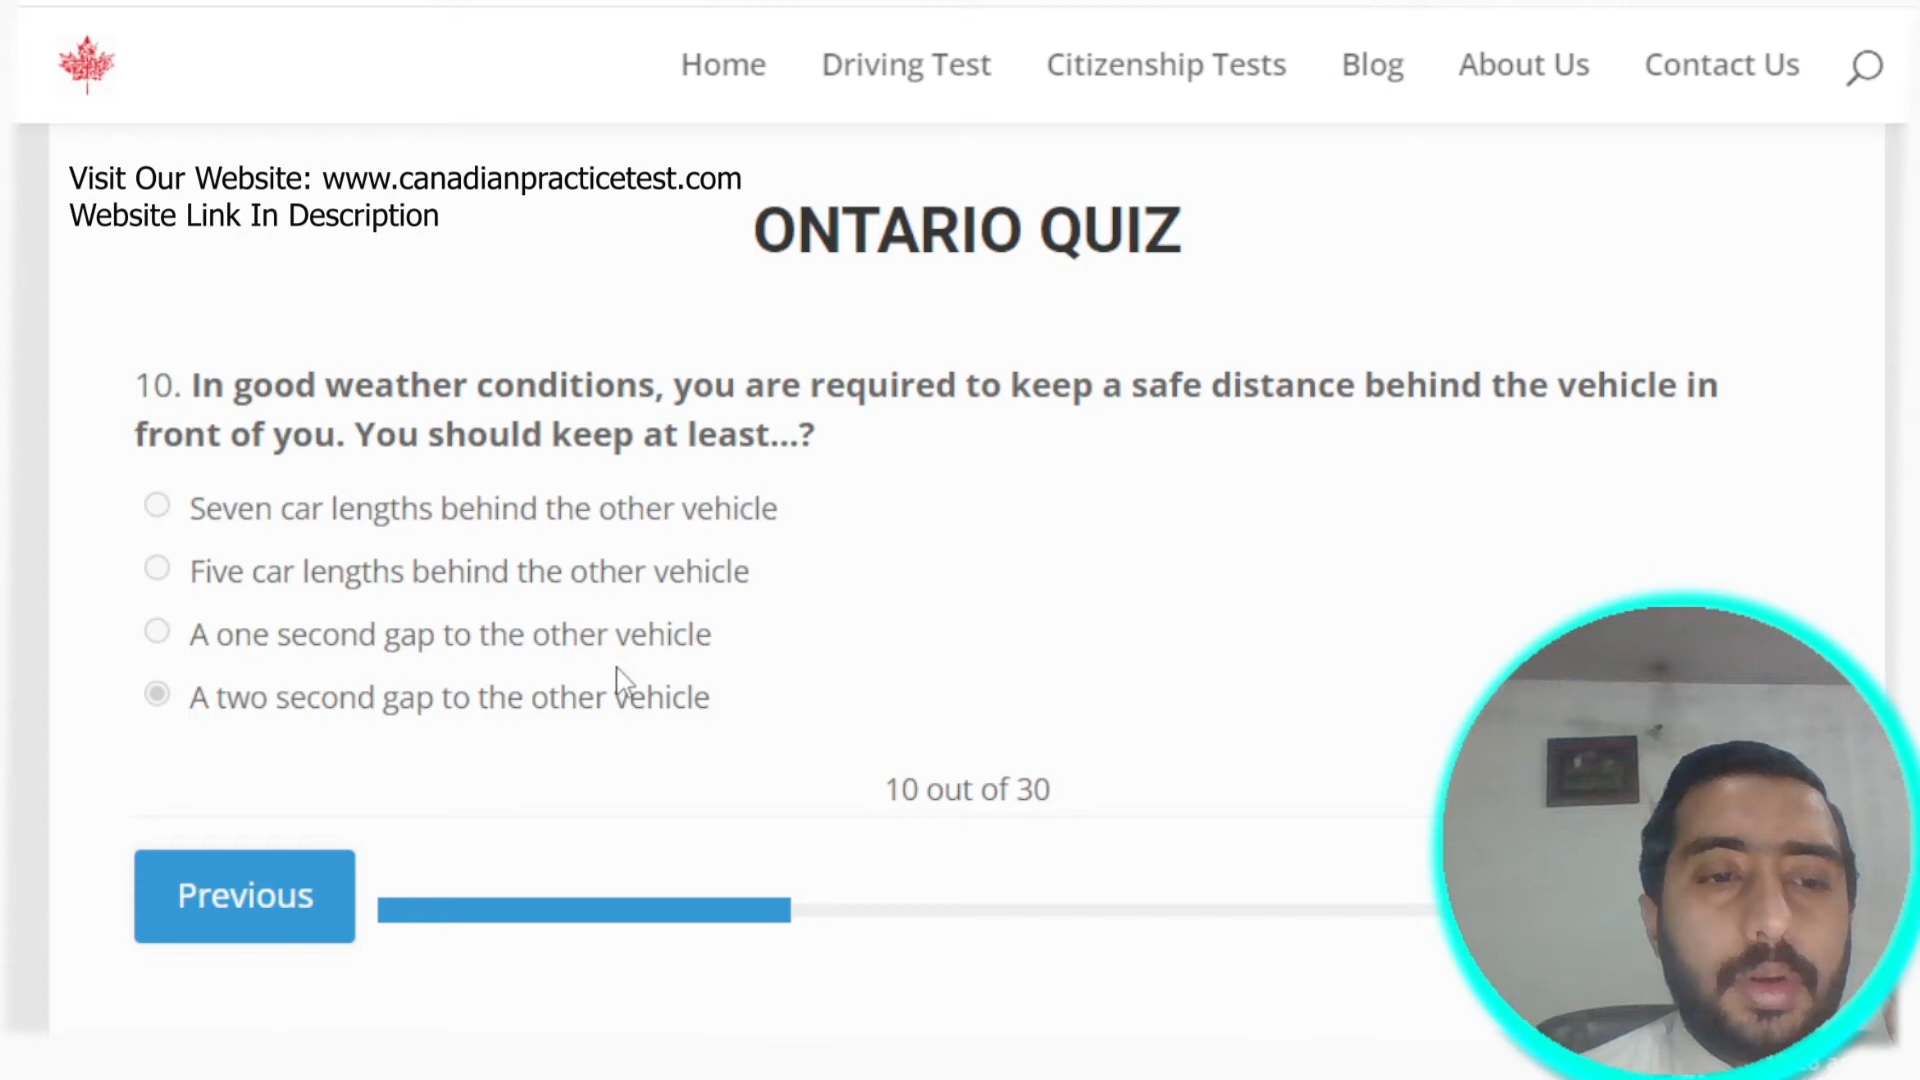 Home Driving Test Citizenship Tests Blog About Us Contact Us
Visit Our Website: www.canadianpracticetest.com
Website Link In Description
ONTARIO QUIZ
10. In good weather conditions, you are required to keep a safe distance behind the vehicle in
front of you. You should keep at least...?
Seven car lengths behind the other vehicle
Five car lengths behind the other vehicle
A one second gap to the other vehicle
A two second gap to the other vehicle
10 out of 30
Previous